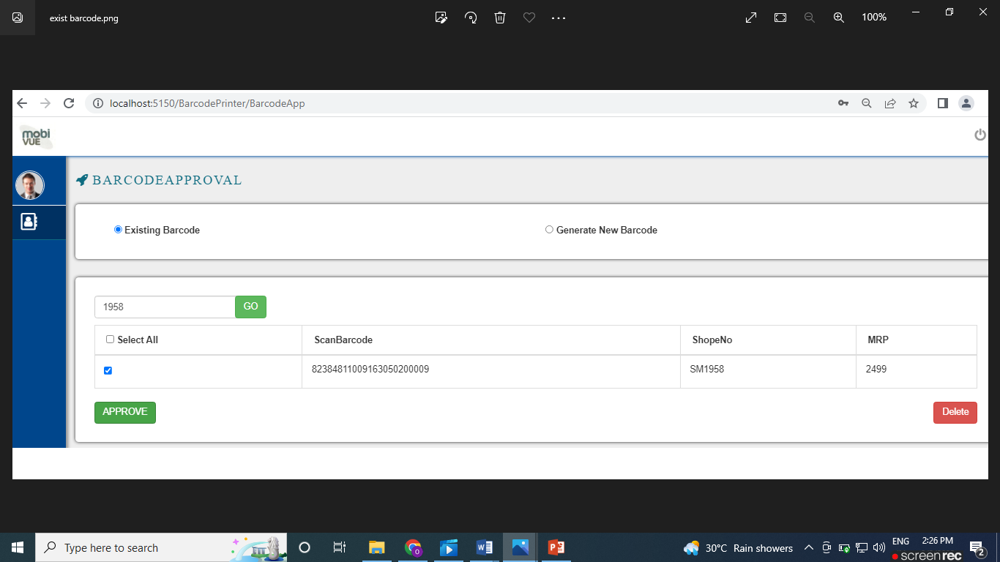 exist barcode.png
100%
localhost:5150/BarcodePrinter/BarcodeApp
mobi
VUE
BARCODEAPPROVAL
Existing Barcode
Generate New Barcode
1958
GO
Select All
ScanBarcode
ShopeNo
MRP
82384811009163050200009
SM1958
2499
APPROVE
Delete
Type here to search
30°C Rain showers
ENG
2:26 PM
screenrec
2